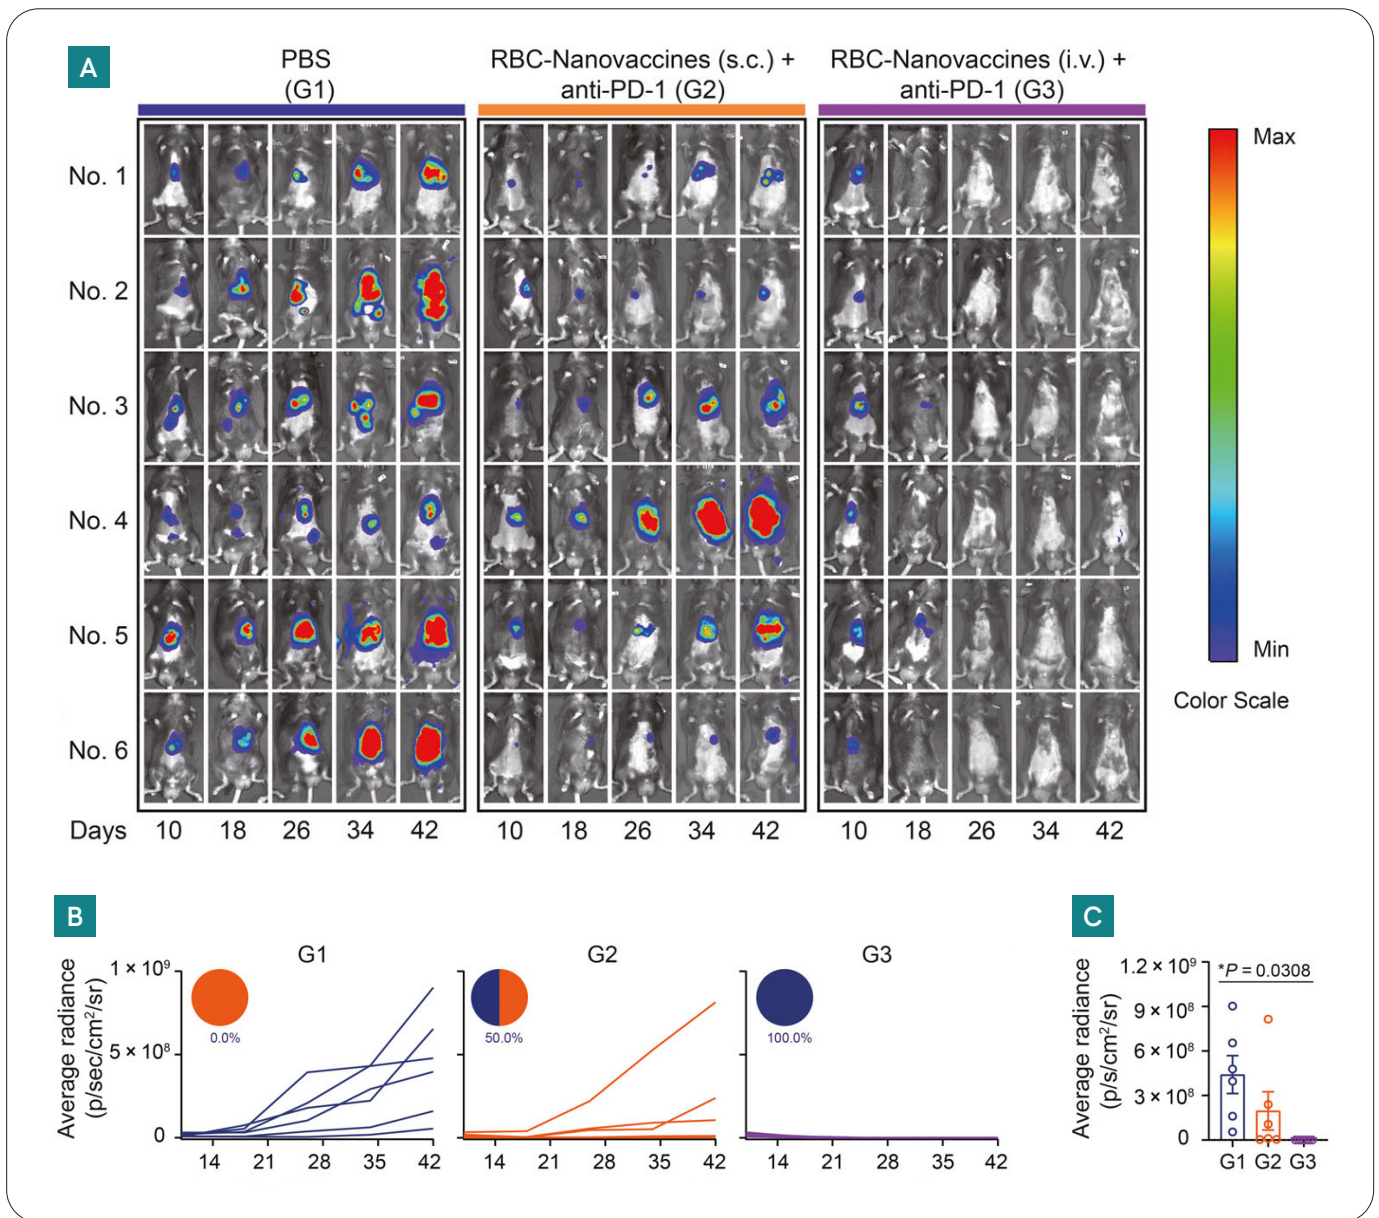 A
PBS
(G1)
RBC-Nanovaccines (s.c.) +
anti-PD-1 (G2)
RBC-Nanovaccines (i.v.) +
anti-PD-1 (G3)
No. 1
No. 2
No. 3
No. 4
No. 5
No. 6
Days 10 18 26 34 42 10 18 26 34 42 10 18 26 34 42
Max
Min
Color Scale
B
Average radiance
(p/sec/cm²/sr)
G1
1 × 10⁹
5 × 10⁸
0
0.0%
14 21 28 35 42
G2
50.0%
14 21 28 35 42
G3
100.0%
14 21 28 35 42
C
Average radiance
(p/s/cm²/sr)
1.2 × 10⁹
9 × 10⁸
6 × 10⁸
3 × 10⁸
0
*P = 0.0308
G1 G2 G3